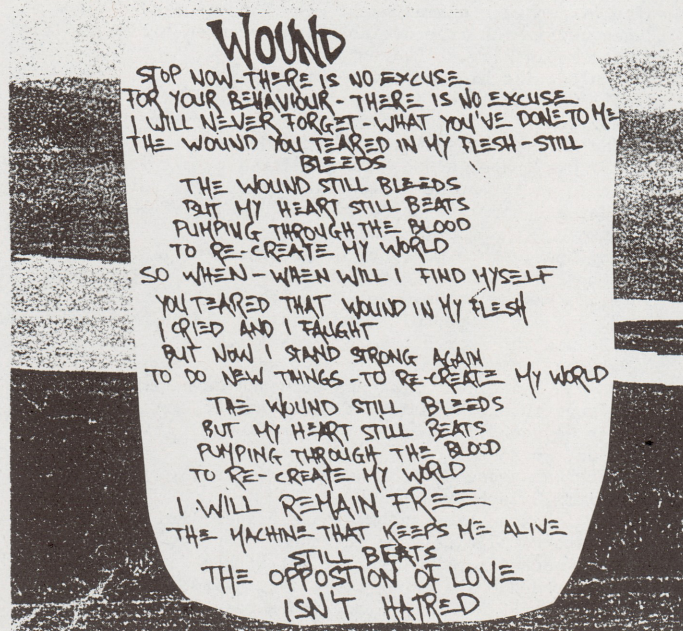 WOUND
STOP NOW-THERE IS NO EXCUSE
FOR YOUR BEHAVIOUR-THERE IS NO EXCUSE
I WILL NEVER FORGET-WHAT YOU'VE DONE TO ME
THE WOUND YOU TEARED IN MY FLESH-STILL
BLEEDS
THE WOUND STILL BLEEDS
BUT MY HEART STILL BEATS
PUMPING THROUGH THE BLOOD
TO RE-CREATE MY WORLD
SO WHEN-WHEN WILL I FIND MYSELF
YOU TEARED THAT WOUND IN MY FLESH
I CRIED AND I FAUGHT
BUT NOW I STAND STRONG AGAIN
TO DO NEW THINGS-TO RE-CREATE MY WORLD
THE WOUND STILL BLEEDS
BUT MY HEART STILL BEATS
PUMPING THROUGH THE BLOOD
TO RE-CREATE MY WORLD
I WILL REMAIN FREE
THE MACHINE THAT KEEPS ME ALIVE
STILL BEATS
THE OPPOSTION OF LOVE
ISN'T HATRED